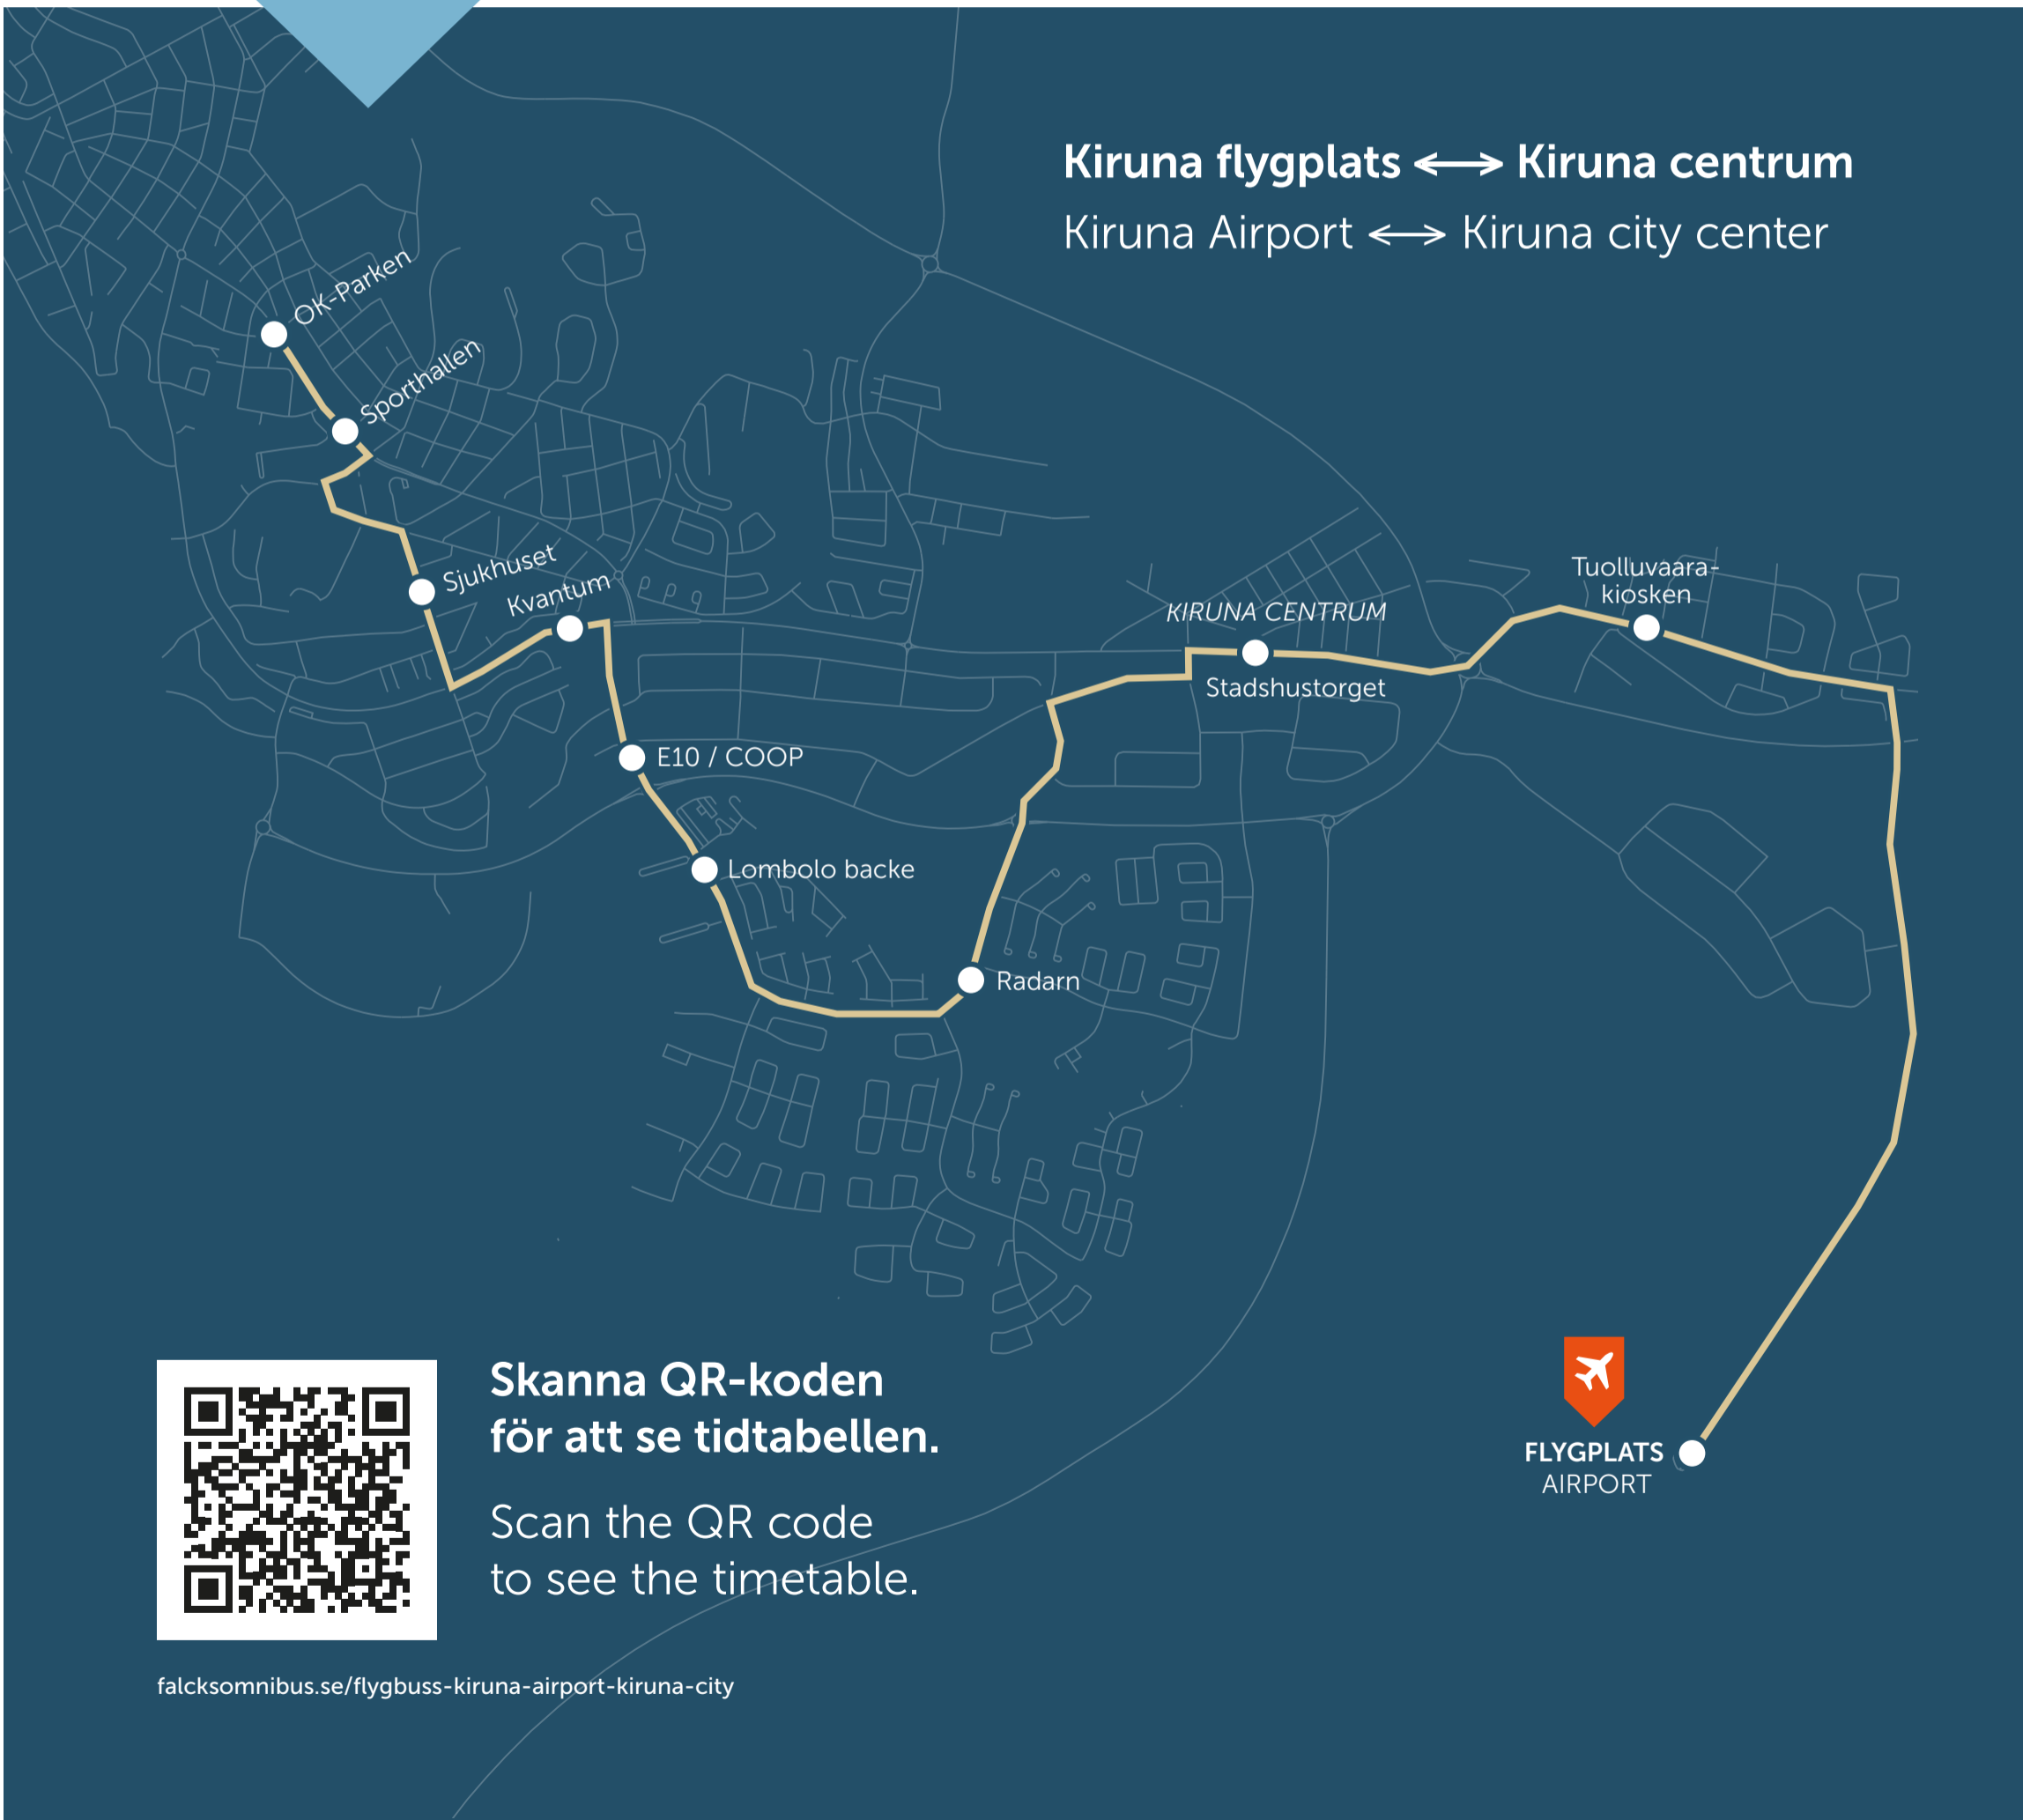 Kiruna flygplats ⟷ Kiruna centrum
Kiruna Airport ⟷ Kiruna city center
OK-Parken
Sporthallen
Sjukhuset
Kvantum
Tuolluvaara-
kiosken
KIRUNA CENTRUM
Stadshustorget
E10 / COOP
Lombolo backe
Radarn
FLYGPLATS
AIRPORT
Skanna QR-koden
för att se tidtabellen.
Scan the QR code
to see the timetable.
falcksomnibus.se/flygbuss-kiruna-airport-kiruna-city